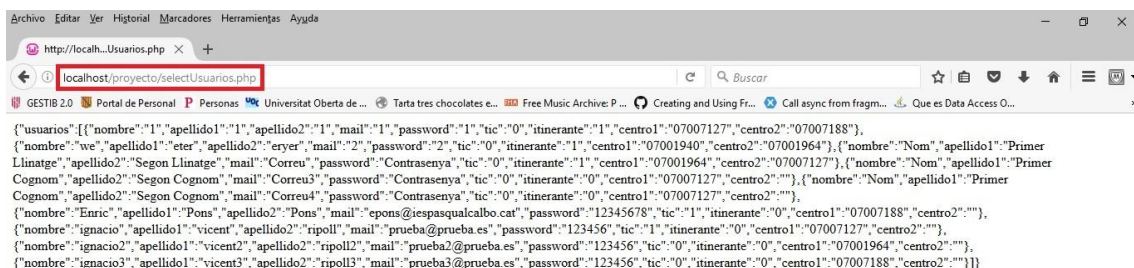 Archivo Editar Ver Historial Marcadores Herramientas Ayuda
http://localh...Usuarios.php × +
localhost/proyecto/selectUsuarios.php
Buscar
GESTIB 2.0 Portal de Personal P Personas UOC Universitat Oberta de ... Tarta tres chocolates e... Free Music Archive: P ... Creating and Using Fr... Call async from fragm... Que es Data Access O...
{"usuarios":[{"nombre":"1","apellido1":"1","apellido2":"1","mail":"1","password":"1","tic":"0","itinerante":"1","centro1":"07007127","centro2":"07007188"},
{"nombre":"we","apellido1":"eter","apellido2":"eryer","mail":"2","password":"2","tic":"0","itinerante":"1","centro1":"07001940","centro2":"07001964"},{"nombre":"Nom","apellido1":"Primer
Llinatge","apellido2":"Segon Llinatge","mail":"Correu","password":"Contrasenya","tic":"0","itinerante":"1","centro1":"07001964","centro2":"07007127"},{"nombre":"Nom","apellido1":"Primer
Cognom","apellido2":"Segon Cognom","mail":"Correu3","password":"Contrasenya","tic":"0","itinerante":"0","centro1":"07007127","centro2":""},{"nombre":"Nom","apellido1":"Primer
Cognom","apellido2":"Segon Cognom","mail":"Correu4","password":"Contrasenya","tic":"0","itinerante":"0","centro1":"07007127","centro2":""},
{"nombre":"Enric","apellido1":"Pons","apellido2":"Pons","mail":"epons@iespasqualcalbo.cat","password":"12345678","tic":"1","itinerante":"0","centro1":"07007188","centro2":""},
{"nombre":"ignacio","apellido1":"vicent","apellido2":"ripoll","mail":"prueba@prueba.es","password":"123456","tic":"1","itinerante":"0","centro1":"07007127","centro2":""},
{"nombre":"ignacio2","apellido1":"vicent2","apellido2":"ripoll2","mail":"prueba2@prueba.es","password":"123456","tic":"0","itinerante":"0","centro1":"07001964","centro2":""},
{"nombre":"ignacio3","apellido1":"vicent3","apellido2":"ripoll3","mail":"prueba3@prueba.es","password":"123456","tic":"0","itinerante":"0","centro1":"07007188","centro2":""}]}